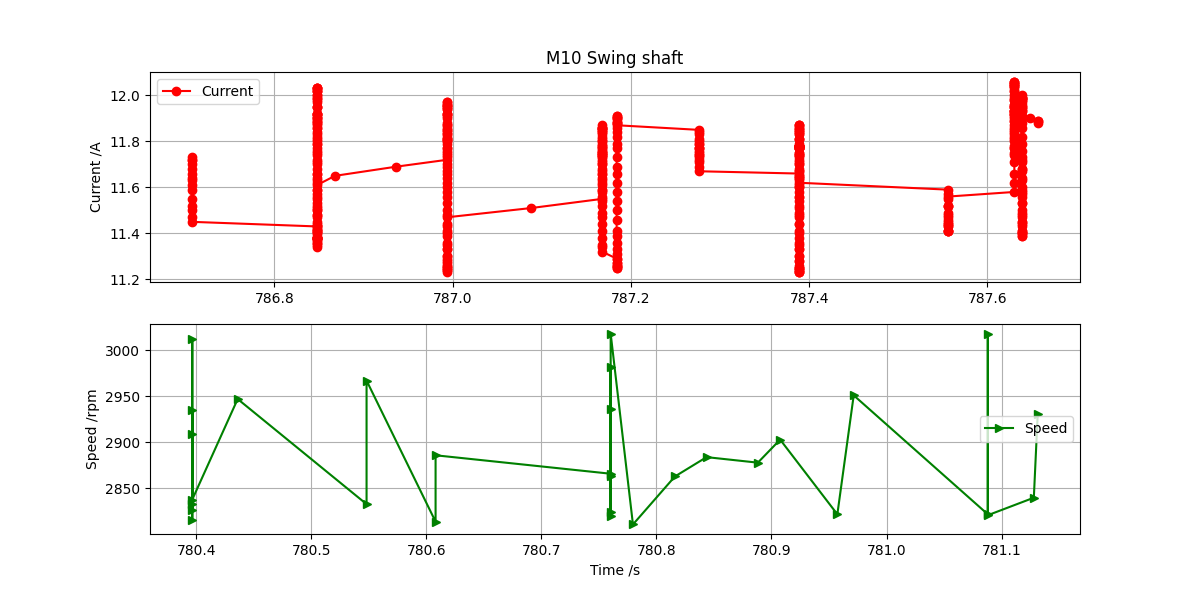 M10 Swing shaft
Current /A
12.0
11.8
11.6
11.4
11.2
Current
786.8 787.0 787.2 787.4 787.6
Speed /rpm
3000
2950
2900
2850
Speed
780.4 780.5 780.6 780.7 780.8 780.9 781.0 781.1
Time /s